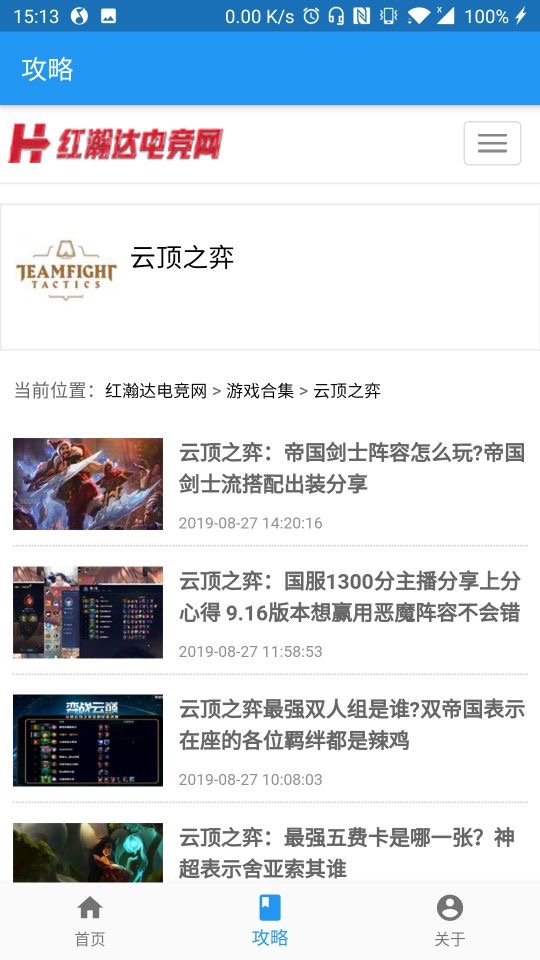 15:13
0.00 K/s
100%
攻略
红瀚达电竞网
TEAMFIGHT
TACTICS
云顶之弈
当前位置：红瀚达电竞网 > 游戏合集 > 云顶之弈
云顶之弈：帝国剑士阵容怎么玩?帝国
剑士流搭配出装分享
2019-08-27 14:20:16
云顶之弈：国服1300分主播分享上分
心得 9.16版本想赢用恶魔阵容不会错
2019-08-27 11:58:53
弈战云巅
云顶之弈最强双人组是谁?双帝国表示
在座的各位羁绊都是辣鸡
2019-08-27 10:08:03
云顶之弈：最强五费卡是哪一张？神
超表示舍亚索其谁
首页
攻略
关于